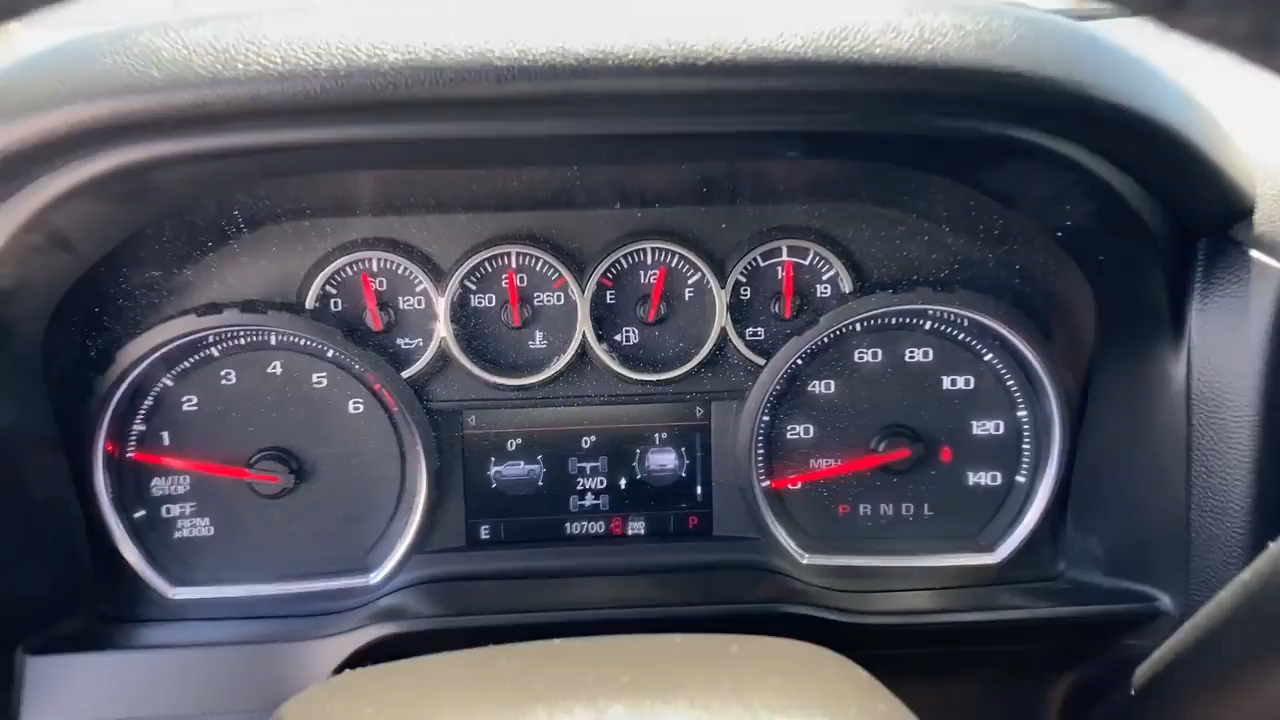 0 60 120
160 210 260
E 1/2 F
9 14 19
1 2 3 4 5 6
AUTO
STOP
OFF
RPM
x1000
0° 0° 1°
2WD
E 10700 2WD P
0 20 40 60 80 100 120 140
MPH
P R N D L